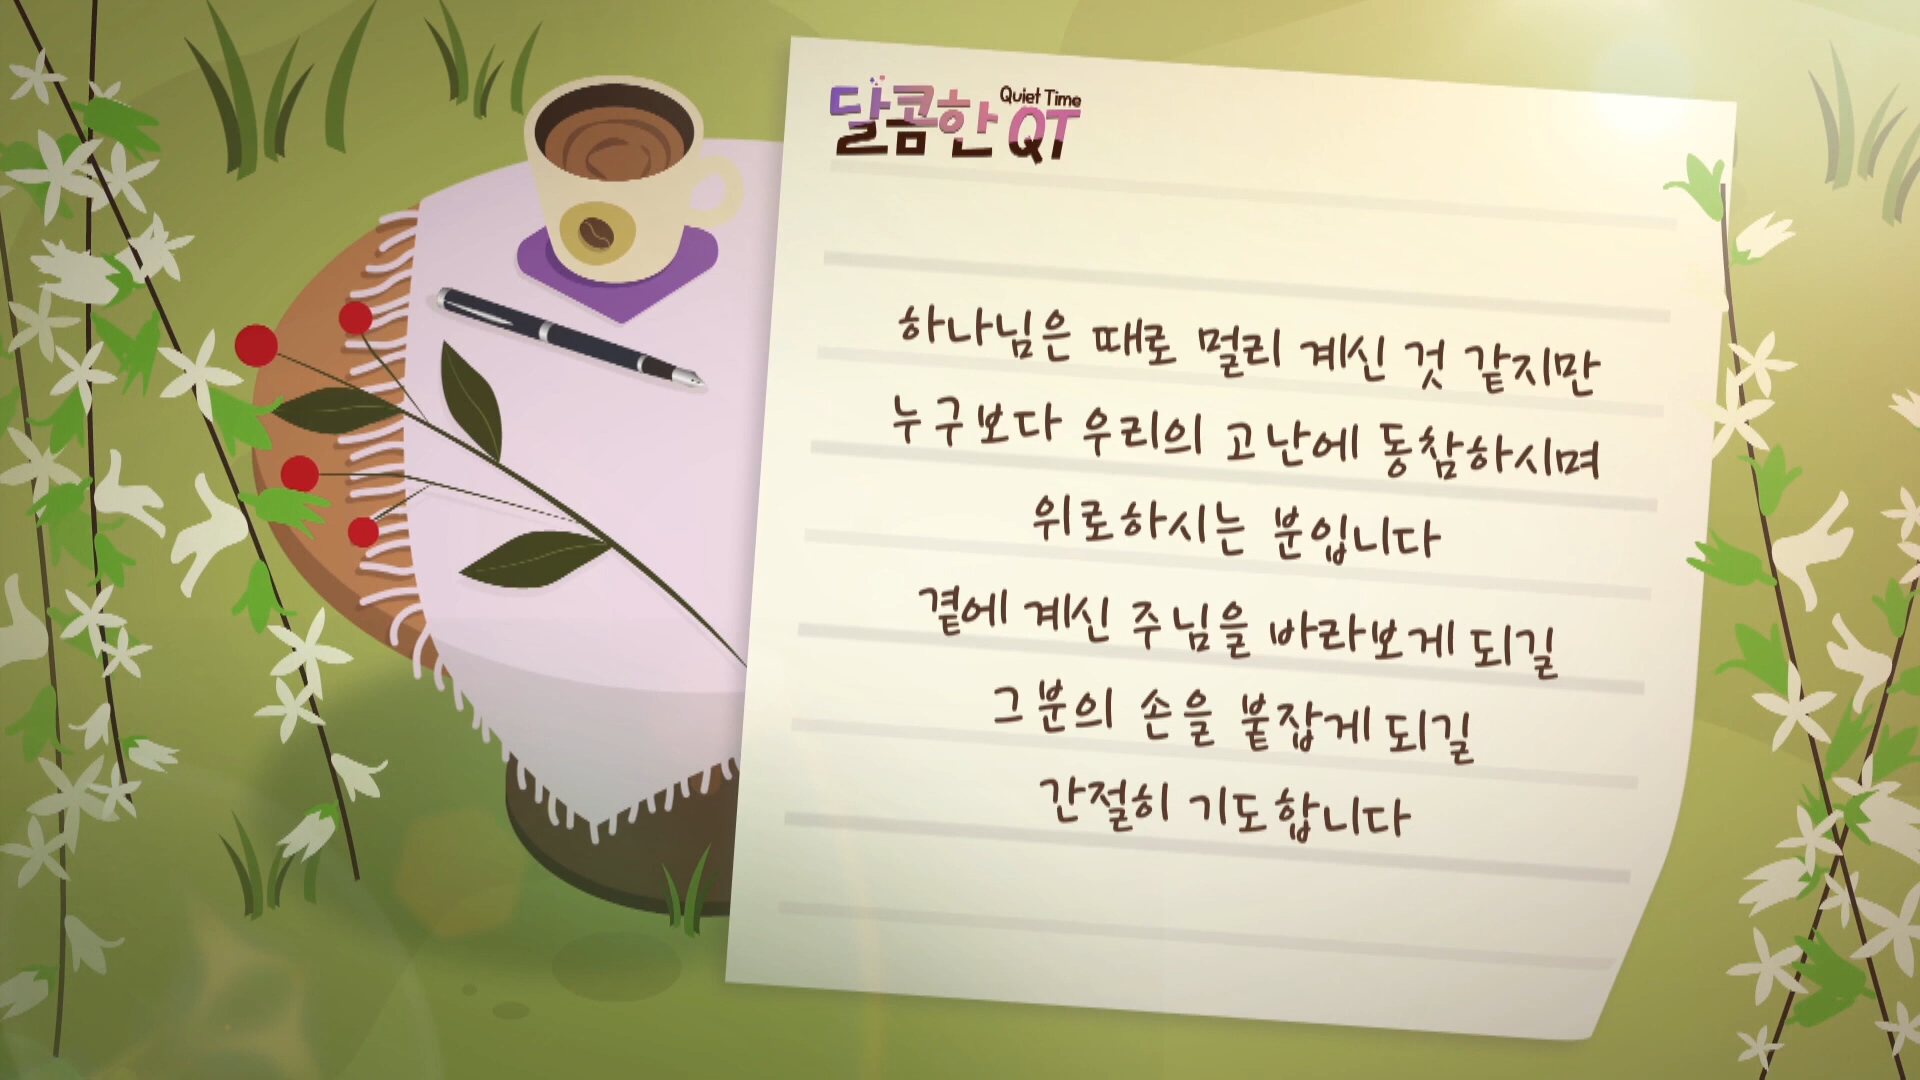 달콤한 QT
Quiet Time
하나님은 때로 멀리 계신 것 같지만
누구보다 우리의 고난에 동참하시며
위로하시는 분입니다
곁에 계신 주님을 바라보게 되길
그분의 손을 붙잡게 되길
간절히 기도합니다